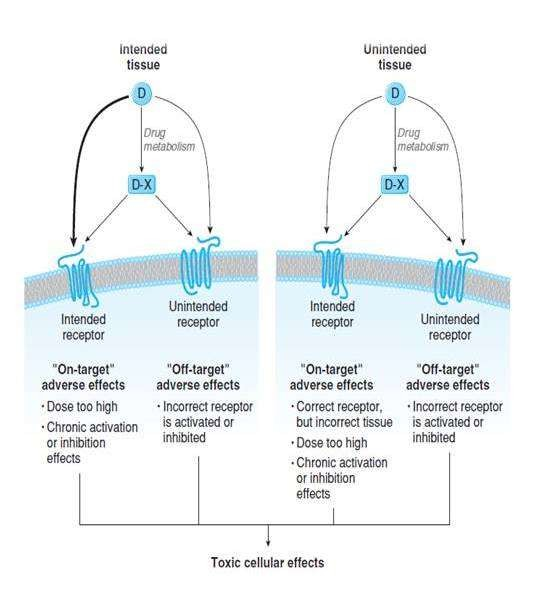 Intended
tissue
D
Drug
metabolism
D-X
Intended
receptor
Unintended
receptor
"On-target"
adverse effects
· Dose too high
· Chronic activation
or inhibition
effects
"Off-target"
adverse effects
· Incorrect receptor
is activated or
inhibited
Unintended
tissue
D
Drug
metabolism
D-X
Intended
receptor
Unintended
receptor
"On-target"
adverse effects
· Correct receptor,
but incorrect tissue
· Dose too high
· Chronic activation
or inhibition
effects
"Off-target"
adverse effects
· Incorrect receptor
is activated or
inhibited
Toxic cellular effects